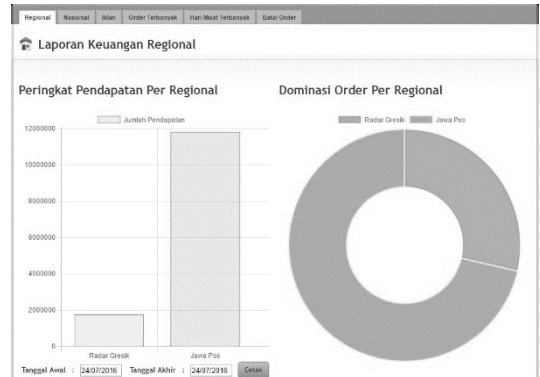 Regional Nasional Iklan Order Terbanyak Hari Muat Terbanyak Batal Order
Laporan Keuangan Regional
Peringkat Pendapatan Per Regional
Jumlah Pendapatan
12000000
10000000
8000000
6000000
4000000
2000000
0
Radar Gresik Jawa Pos
Tanggal Awal : 24/07/2016 Tanggal Akhir : 24/07/2016 Cetak
Dominasi Order Per Regional
Radar Gresik Jawa Pos